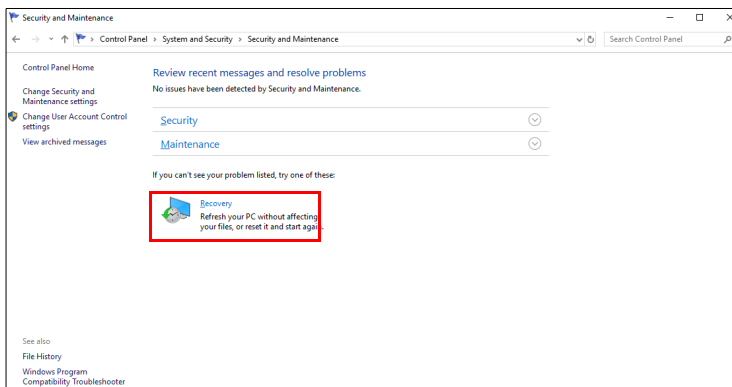 Security and Maintenance
Control Panel > System and Security > Security and Maintenance
Search Control Panel
Control Panel Home
Change Security and
Maintenance settings
Change User Account Control
settings
View archived messages
Review recent messages and resolve problems
No issues have been detected by Security and Maintenance.
Security
Maintenance
If you can't see your problem listed, try one of these:
Recovery
Refresh your PC without affecting
your files, or reset it and start again.
See also
File History
Windows Program
Compatibility Troubleshooter